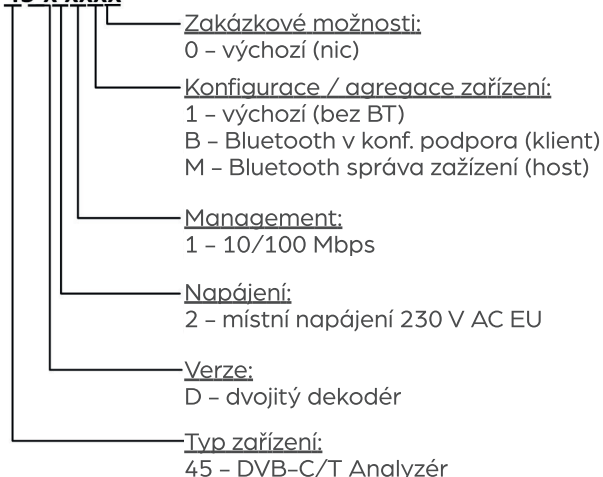 Zakázkové možnosti:
0 – výchozí (nic)
Konfigurace / agregace zařízení:
1 – výchozí (bez BT)
B – Bluetooth v konf. podpora (klient)
M – Bluetooth správa zažízení (host)
Management:
1 – 10/100 Mbps
Napájení:
2 – místní napájení 230 V AC EU
Verze:
D – dvojitý dekodér
Typ zařízení:
45 – DVB-C/T Analyzér